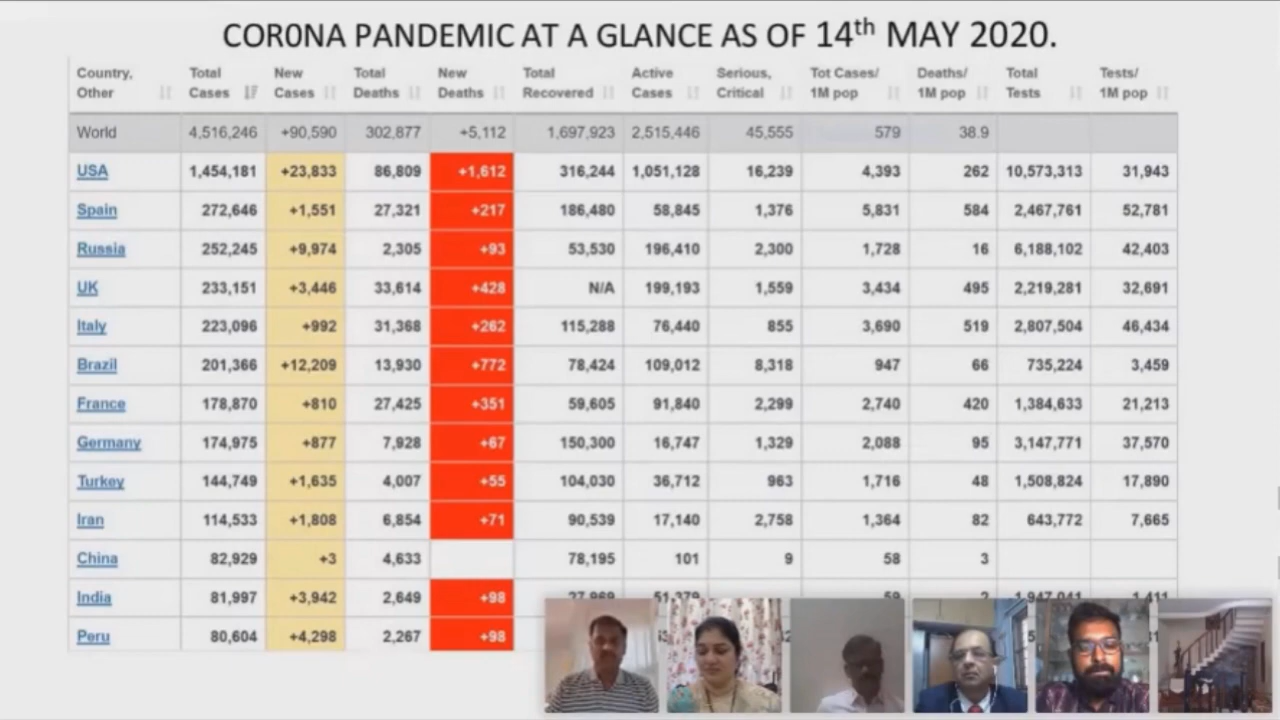 COR0NA PANDEMIC AT A GLANCE AS OF 14th MAY 2020.
Country, Other Total Cases New Cases Total Deaths New Deaths Total Recovered Active Cases Serious, Critical Tot Cases/ 1M pop Deaths/ 1M pop Total Tests Tests/ 1M pop
World 4,516,246 +90,590 302,877 +5,112 1,697,923 2,515,446 45,555 579 38.9
USA 1,454,181 +23,833 86,809 +1,612 316,244 1,051,128 16,239 4,393 262 10,573,313 31,943
Spain 272,646 +1,551 27,321 +217 186,480 58,845 1,376 5,831 584 2,467,761 52,781
Russia 252,245 +9,974 2,305 +93 53,530 196,410 2,300 1,728 16 6,188,102 42,403
UK 233,151 +3,446 33,614 +428 N/A 199,193 1,559 3,434 495 2,219,281 32,691
Italy 223,096 +992 31,368 +262 115,288 76,440 855 3,690 519 2,807,504 46,434
Brazil 201,366 +12,209 13,930 +772 78,424 109,012 8,318 947 66 735,224 3,459
France 178,870 +810 27,425 +351 59,605 91,840 2,299 2,740 420 1,384,633 21,213
Germany 174,975 +877 7,928 +67 150,300 16,747 1,329 2,088 95 3,147,771 37,570
Turkey 144,749 +1,635 4,007 +55 104,030 36,712 963 1,716 48 1,508,824 17,890
Iran 114,533 +1,808 6,854 +71 90,539 17,140 2,758 1,364 82 643,772 7,665
China 82,929 +3 4,633 78,195 101 9 58 3
India 81,997 +3,942 2,649 +98
Peru 80,604 +4,298 2,267 +98